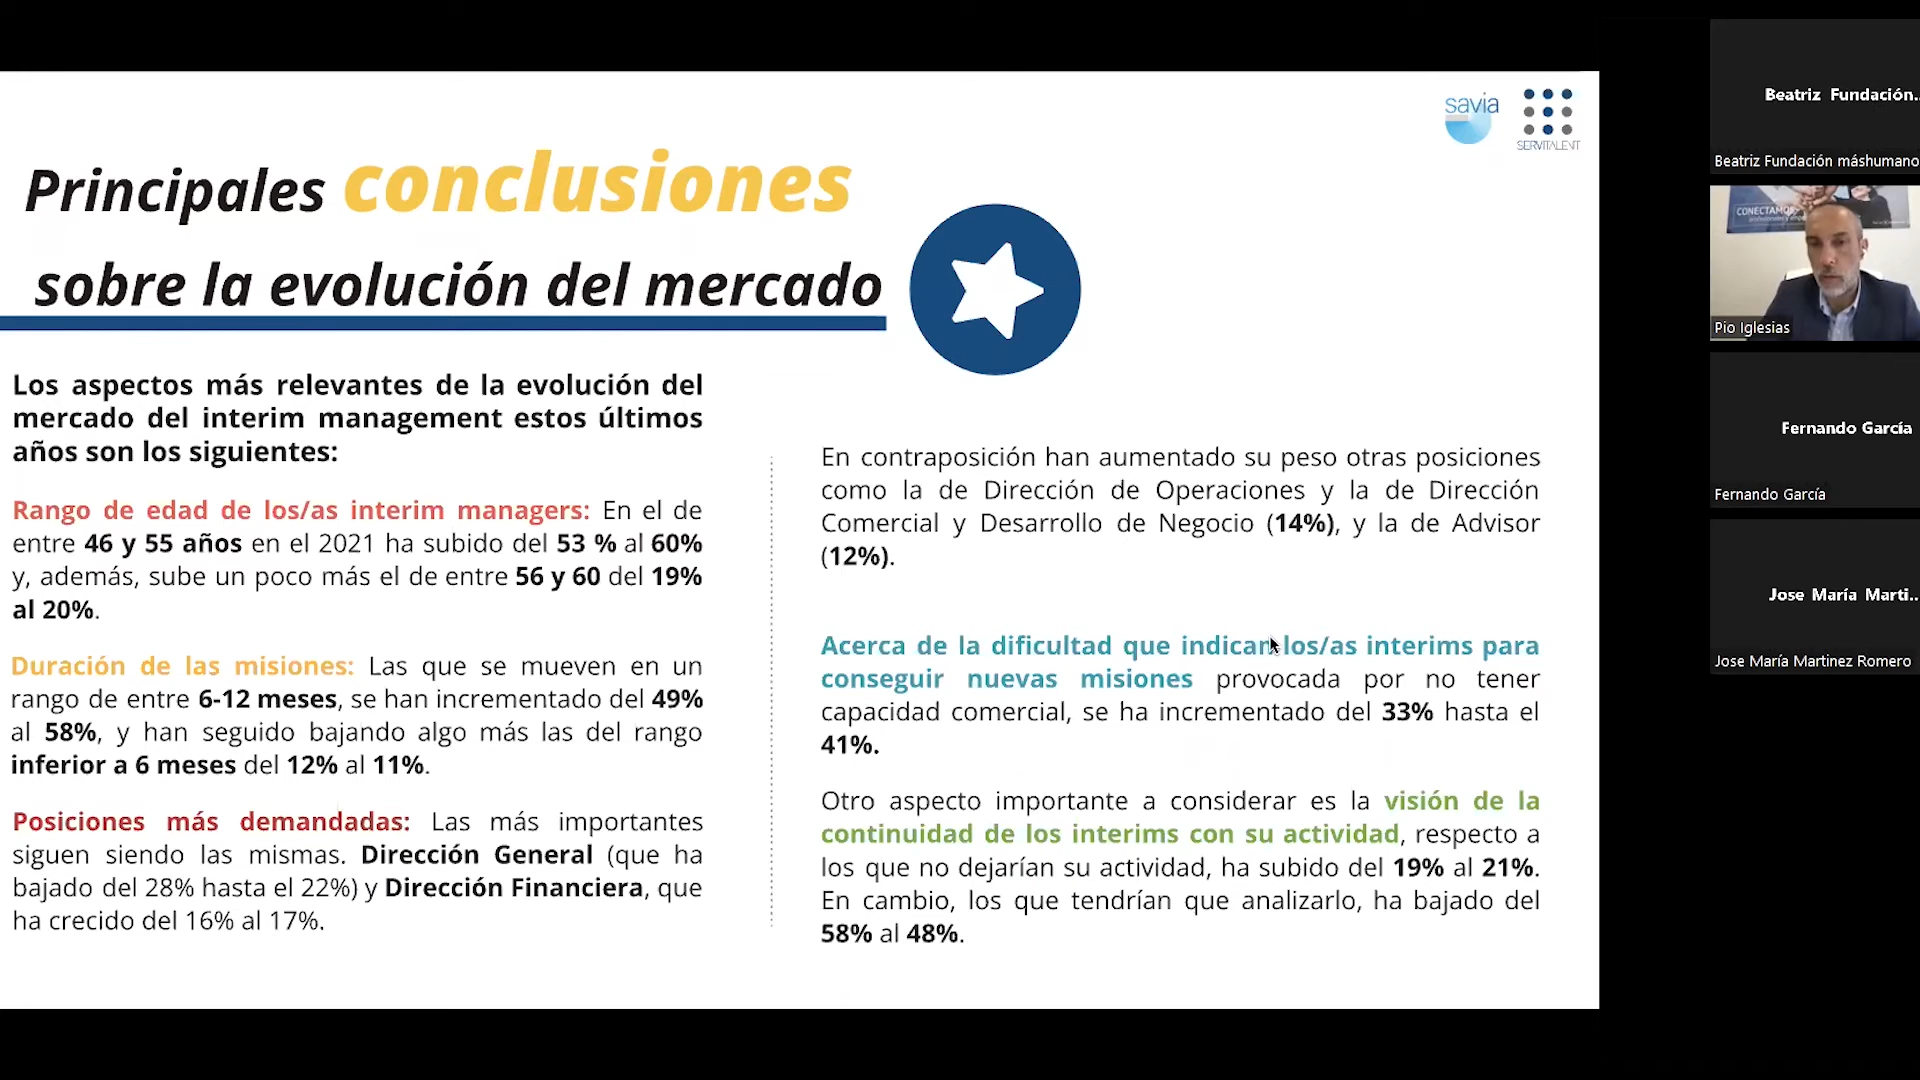 savia
SERVITALENT
Principales conclusiones
sobre la evolución del mercado
Los aspectos más relevantes de la evolución del
mercado del interim management estos últimos
años son los siguientes:
Rango de edad de los/as interim managers: En el de
entre 46 y 55 años en el 2021 ha subido del 53 % al 60%
y, además, sube un poco más el de entre 56 y 60 del 19%
al 20%.
Duración de las misiones: Las que se mueven en un
rango de entre 6-12 meses, se han incrementado del 49%
al 58%, y han seguido bajando algo más las del rango
inferior a 6 meses del 12% al 11%.
Posiciones más demandadas: Las más importantes
siguen siendo las mismas. Dirección General (que ha
bajado del 28% hasta el 22%) y Dirección Financiera, que
ha crecido del 16% al 17%.
En contraposición han aumentado su peso otras posiciones
como la de Dirección de Operaciones y la de Dirección
Comercial y Desarrollo de Negocio (14%), y la de Advisor
(12%).
Acerca de la dificultad que indican los/as interims para
conseguir nuevas misiones provocada por no tener
capacidad comercial, se ha incrementado del 33% hasta el
41%.
Otro aspecto importante a considerar es la visión de la
continuidad de los interims con su actividad, respecto a
los que no dejarían su actividad, ha subido del 19% al 21%.
En cambio, los que tendrían que analizarlo, ha bajado del
58% al 48%.
Beatriz Fundación...
Beatriz Fundación máshumano
CONECTAMOS
Pio Iglesias
Fernando García
Fernando García
Jose María Marti...
Jose María Martinez Romero